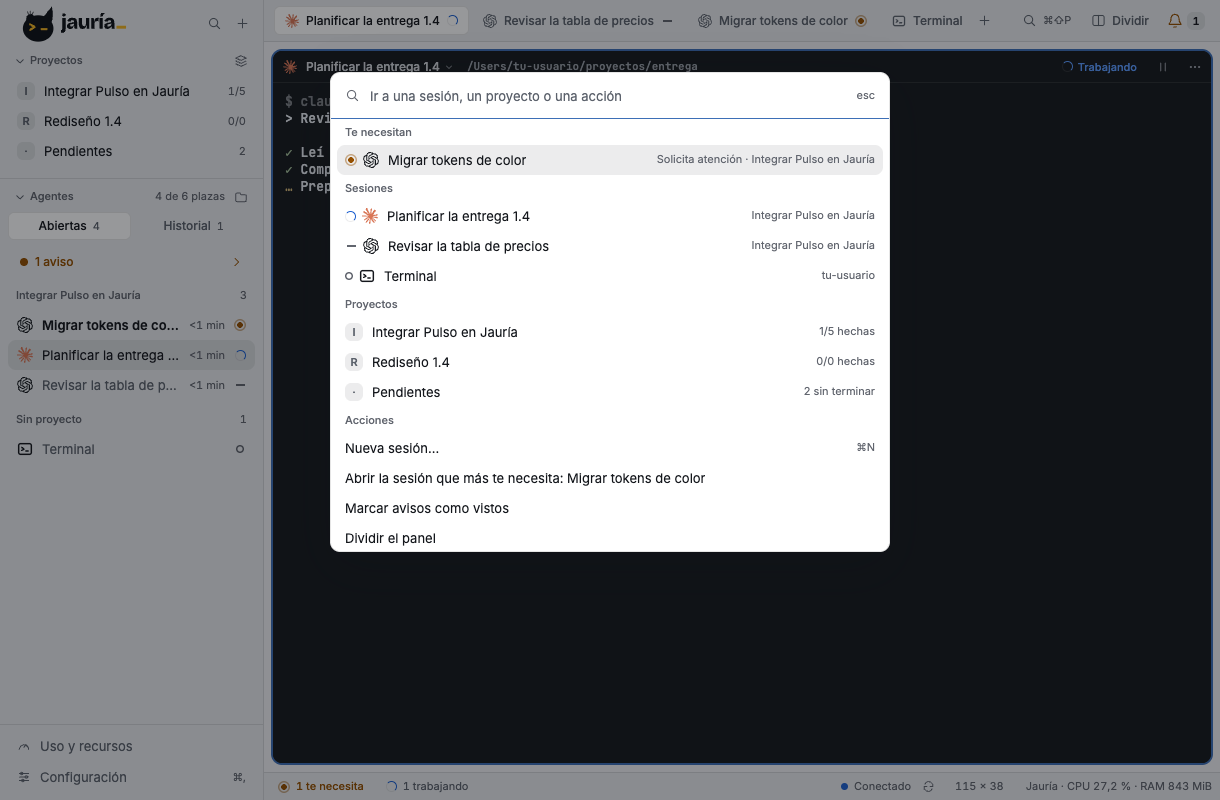 jauría_
Planificar la entrega 1.4
Revisar la tabla de precios
Migrar tokens de color
Terminal
⌘⇧P
Dividir
1
Proyectos
I Integrar Pulso en Jauría 1/5
R Rediseño 1.4 0/0
· Pendientes 2
Agentes 4 de 6 plazas
Abiertas 4 Historial 1
1 aviso
Integrar Pulso en Jauría 3
Migrar tokens de co... <1 min
Planificar la entrega ... <1 min
Revisar la tabla de p... <1 min
Sin proyecto 1
Terminal
Uso y recursos
Configuración ⌘,
Planificar la entrega 1.4 /Users/tu-usuario/proyectos/entrega Trabajando
$ clau
> Revi
✓ Leí
✓ Comp
… Prep
Ir a una sesión, un proyecto o una acción esc
Te necesitan
Migrar tokens de color Solicita atención · Integrar Pulso en Jauría
Sesiones
Planificar la entrega 1.4 Integrar Pulso en Jauría
Revisar la tabla de precios Integrar Pulso en Jauría
Terminal tu-usuario
Proyectos
I Integrar Pulso en Jauría 1/5 hechas
R Rediseño 1.4 0/0 hechas
· Pendientes 2 sin terminar
Acciones
Nueva sesión... ⌘N
Abrir la sesión que más te necesita: Migrar tokens de color
Marcar avisos como vistos
Dividir el panel
1 te necesita 1 trabajando Conectado 115 × 38 Jauría · CPU 27,2 % · RAM 843 MiB